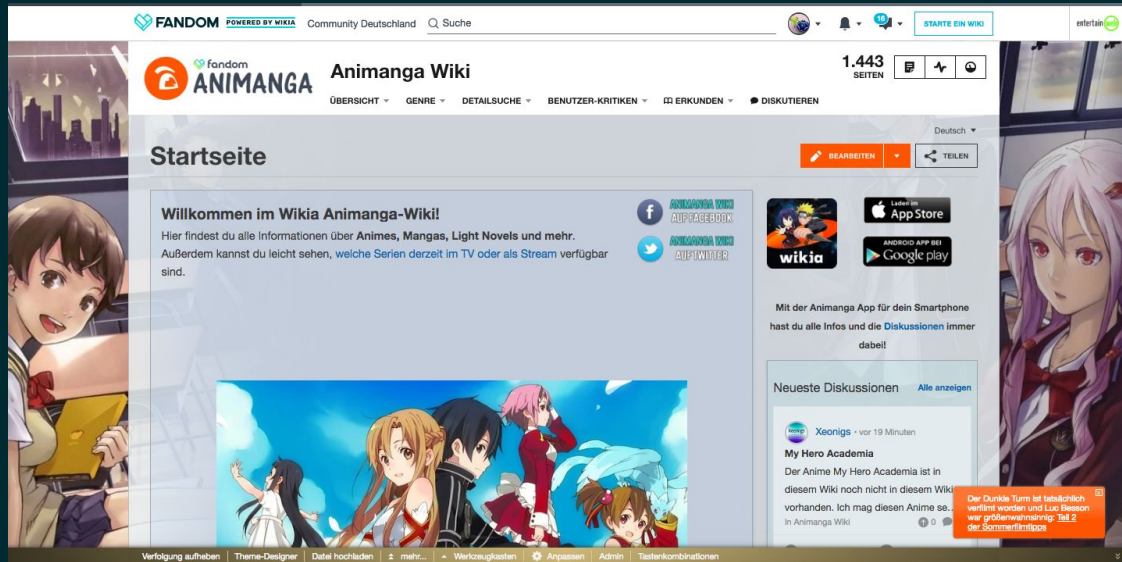 FANDOM POWERED BY WIKIA Community Deutschland Suche
16
STARTE EIN WIKI
entertain web
fandom
ANIMANGA
Animanga Wiki
1.443
SEITEN
ÜBERSICHT GENRE DETAILSUCHE BENUTZER-KRITIKEN ERKUNDEN DISKUTIEREN
Deutsch
Startseite
BEARBEITEN
TEILEN
Willkommen im Wikia Animanga-Wiki!
Hier findest du alle Informationen über Animes, Mangas, Light Novels und mehr.
Außerdem kannst du leicht sehen, welche Serien derzeit im TV oder als Stream verfügbar
sind.
f
ANIMANGA WIKI
AUF FACEBOOK
ANIMANGA WIKI
AUF TWITTER
wikia
Laden im
App Store
ANDROID APP BEI
Google play
Mit der Animanga App für dein Smartphone
hast du alle Infos und die Diskussionen immer
dabei!
Neueste Diskussionen Alle anzeigen
Xeonigs • vor 19 Minuten
My Hero Academia
Der Anime My Hero Academia ist in
diesem Wiki noch nicht in diesem Wiki
vorhanden. Ich mag diesen Anime se...
In Animanga Wiki
0
Der Dunkle Turm ist tatsächlich
verfilmt worden und Luc Besson
war größenwahnsinnig: Teil 2
der Sommerfilmtipps
Verfolgung aufheben Theme-Designer Datei hochladen mehr... Werkzeugkasten Anpassen Admin Tastenkombinationen